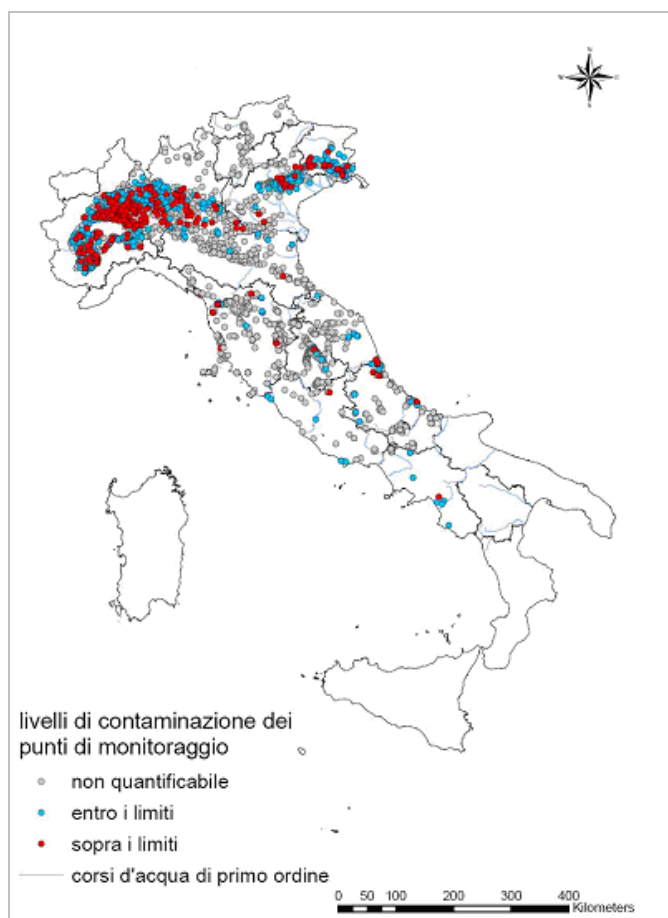 N
E
S
livelli di contaminazione dei
punti di monitoraggio
non quantificabile
entro i limiti
sopra i limiti
corsi d'acqua di primo ordine
0 50 100 200 300 400
Kilometers